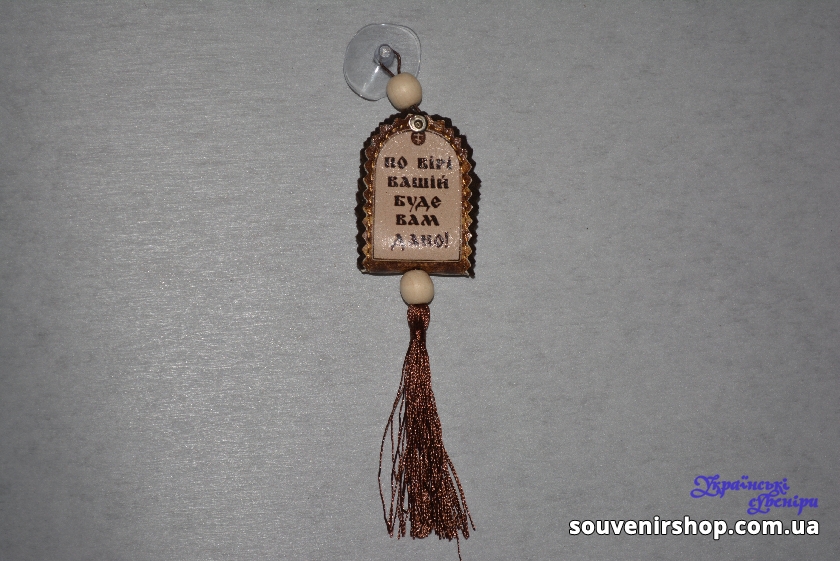 ПО ВІРІ
ВАШІЙ
БУДЕ
ВАМ
ДАНО!
Українські
сувеніри
souvenirshop.com.ua